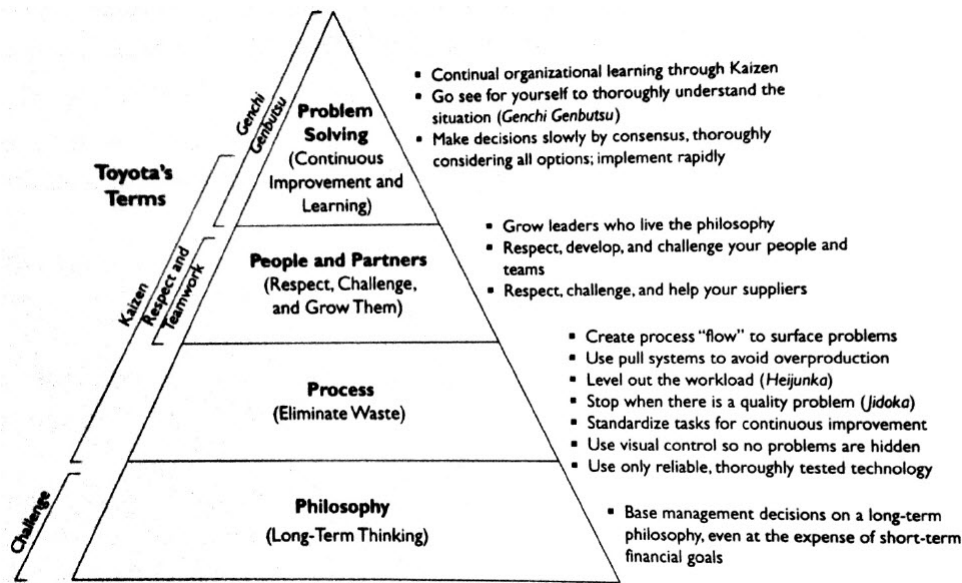 Toyota's
Terms
Genchi
Genbutsu
Kaizen
Respect and
Teamwork
Challenge
Problem
Solving
(Continuous
Improvement and
Learning)
▪ Continual organizational learning through Kaizen
▪ Go see for yourself to thoroughly understand the
situation (Genchi Genbutsu)
▪ Make decisions slowly by consensus, thoroughly
considering all options; implement rapidly
People and Partners
(Respect, Challenge,
and Grow Them)
▪ Grow leaders who live the philosophy
▪ Respect, develop, and challenge your people and
teams
▪ Respect, challenge, and help your suppliers
Process
(Eliminate Waste)
▪ Create process "flow" to surface problems
▪ Use pull systems to avoid overproduction
▪ Level out the workload (Heijunka)
▪ Stop when there is a quality problem (Jidoka)
▪ Standardize tasks for continuous improvement
▪ Use visual control so no problems are hidden
▪ Use only reliable, thoroughly tested technology
Philosophy
(Long-Term Thinking)
▪ Base management decisions on a long-term
philosophy, even at the expense of short-term
financial goals